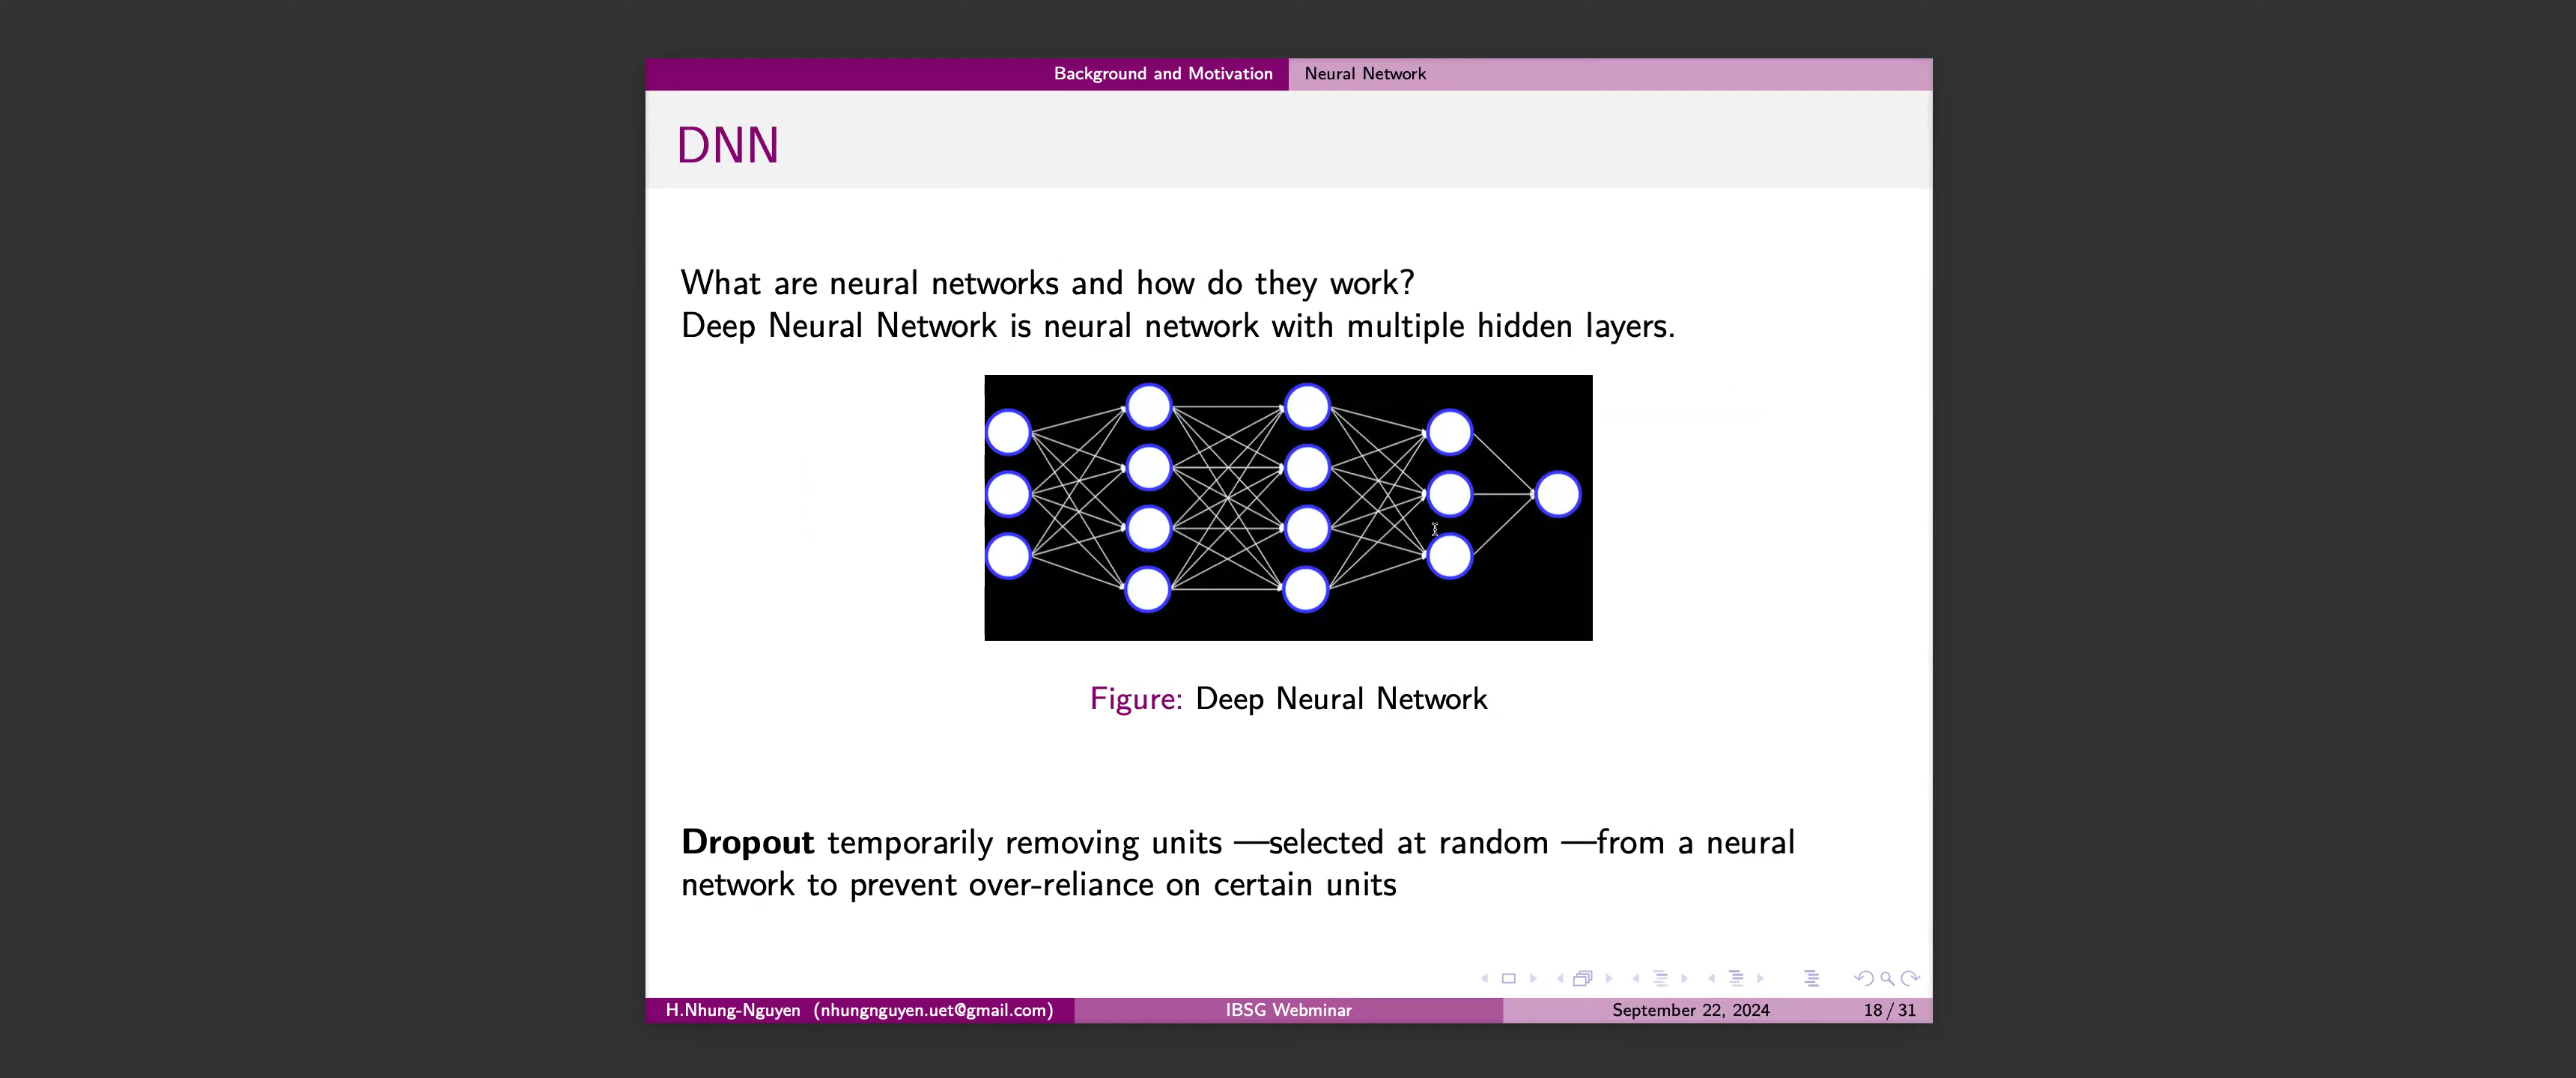 Background and Motivation Neural Network
DNN
What are neural networks and how do they work?
Deep Neural Network is neural network with multiple hidden layers.
Figure: Deep Neural Network
Dropout temporarily removing units —selected at random —from a neural
network to prevent over-reliance on certain units
H.Nhung-Nguyen (nhungnguyen.uet@gmail.com) IBSG Webminar September 22, 2024 18 / 31